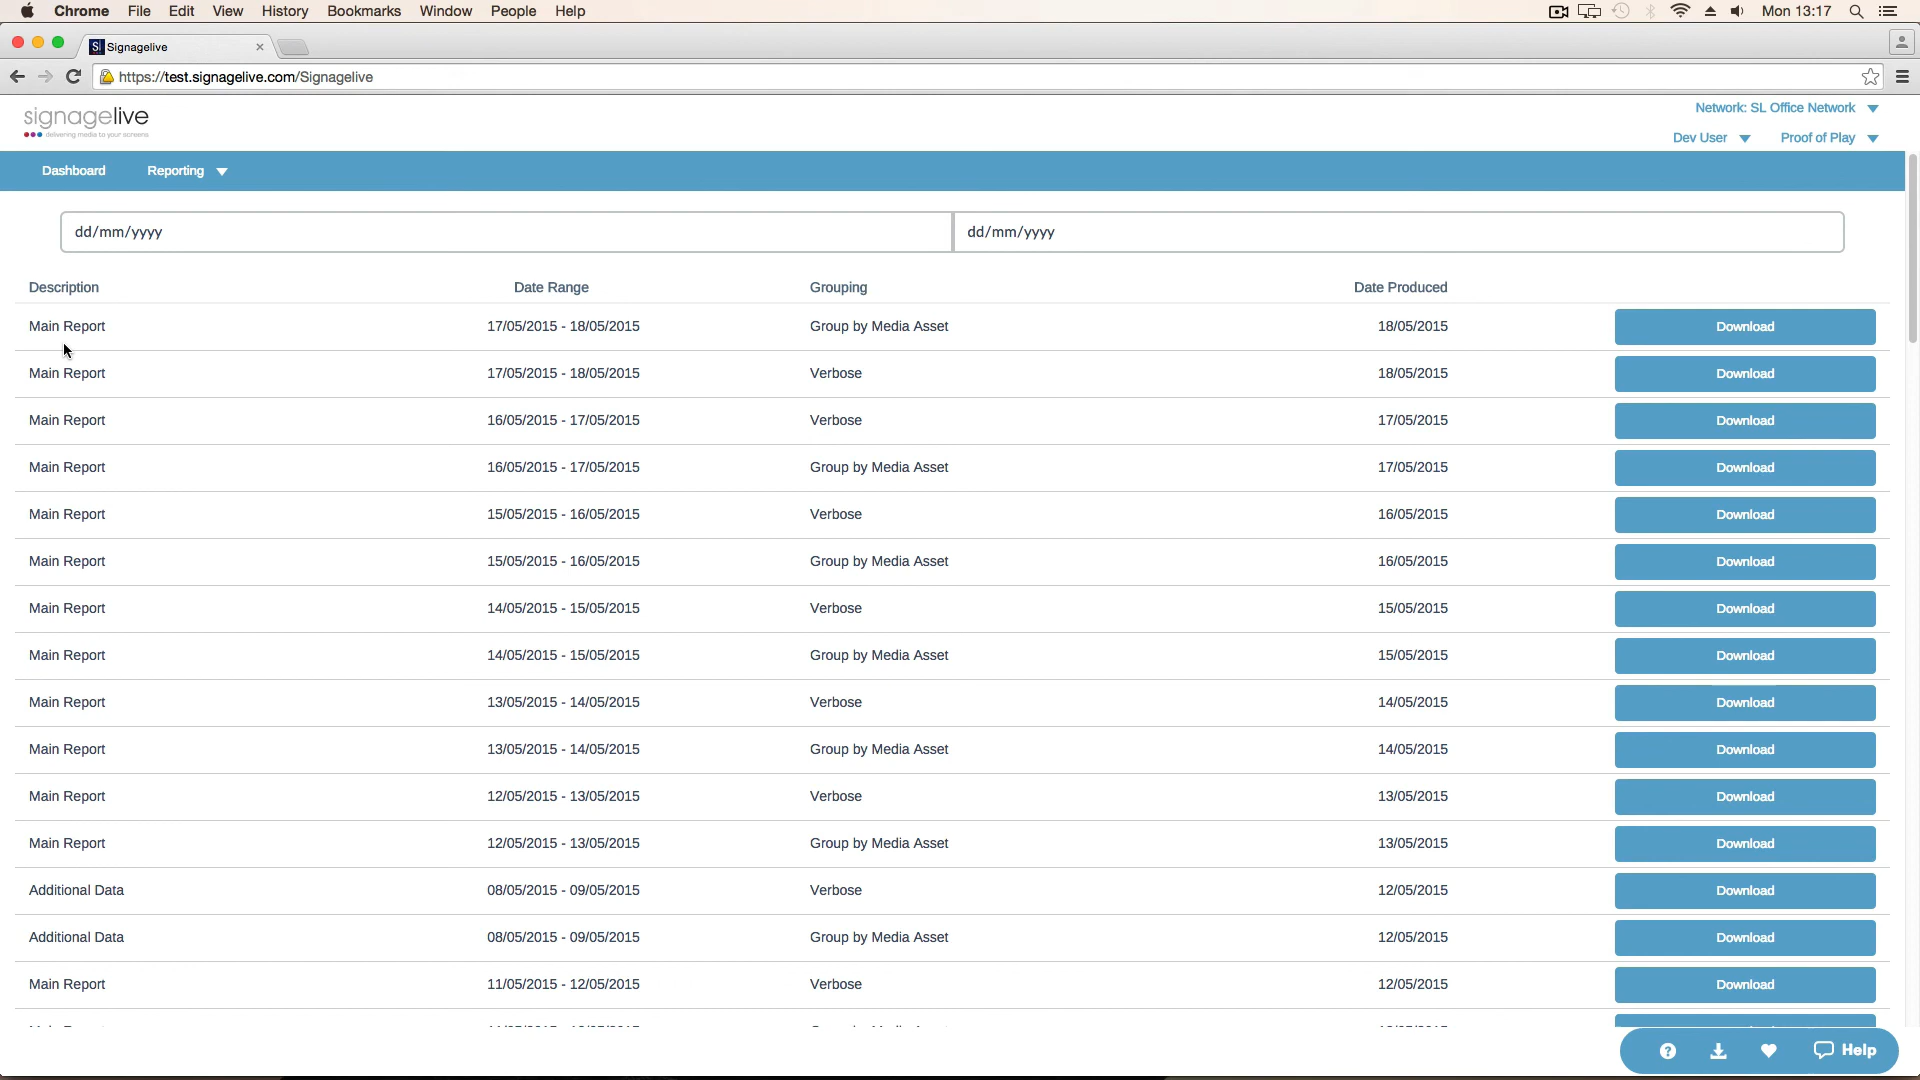 Chrome File Edit View History Bookmarks Window People Help Mon 13:17
Signagelive
https://test.signagelive.com/Signagelive
signagelive
delivering media to your screens
Network: SL Office Network
Dev User Proof of Play
Dashboard Reporting
dd/mm/yyyy dd/mm/yyyy
Description Date Range Grouping Date Produced
Main Report 17/05/2015 - 18/05/2015 Group by Media Asset 18/05/2015 Download
Main Report 17/05/2015 - 18/05/2015 Verbose 18/05/2015 Download
Main Report 16/05/2015 - 17/05/2015 Verbose 17/05/2015 Download
Main Report 16/05/2015 - 17/05/2015 Group by Media Asset 17/05/2015 Download
Main Report 15/05/2015 - 16/05/2015 Verbose 16/05/2015 Download
Main Report 15/05/2015 - 16/05/2015 Group by Media Asset 16/05/2015 Download
Main Report 14/05/2015 - 15/05/2015 Verbose 15/05/2015 Download
Main Report 14/05/2015 - 15/05/2015 Group by Media Asset 15/05/2015 Download
Main Report 13/05/2015 - 14/05/2015 Verbose 14/05/2015 Download
Main Report 13/05/2015 - 14/05/2015 Group by Media Asset 14/05/2015 Download
Main Report 12/05/2015 - 13/05/2015 Verbose 13/05/2015 Download
Main Report 12/05/2015 - 13/05/2015 Group by Media Asset 13/05/2015 Download
Additional Data 08/05/2015 - 09/05/2015 Verbose 12/05/2015 Download
Additional Data 08/05/2015 - 09/05/2015 Group by Media Asset 12/05/2015 Download
Main Report 11/05/2015 - 12/05/2015 Verbose 12/05/2015 Download
Help